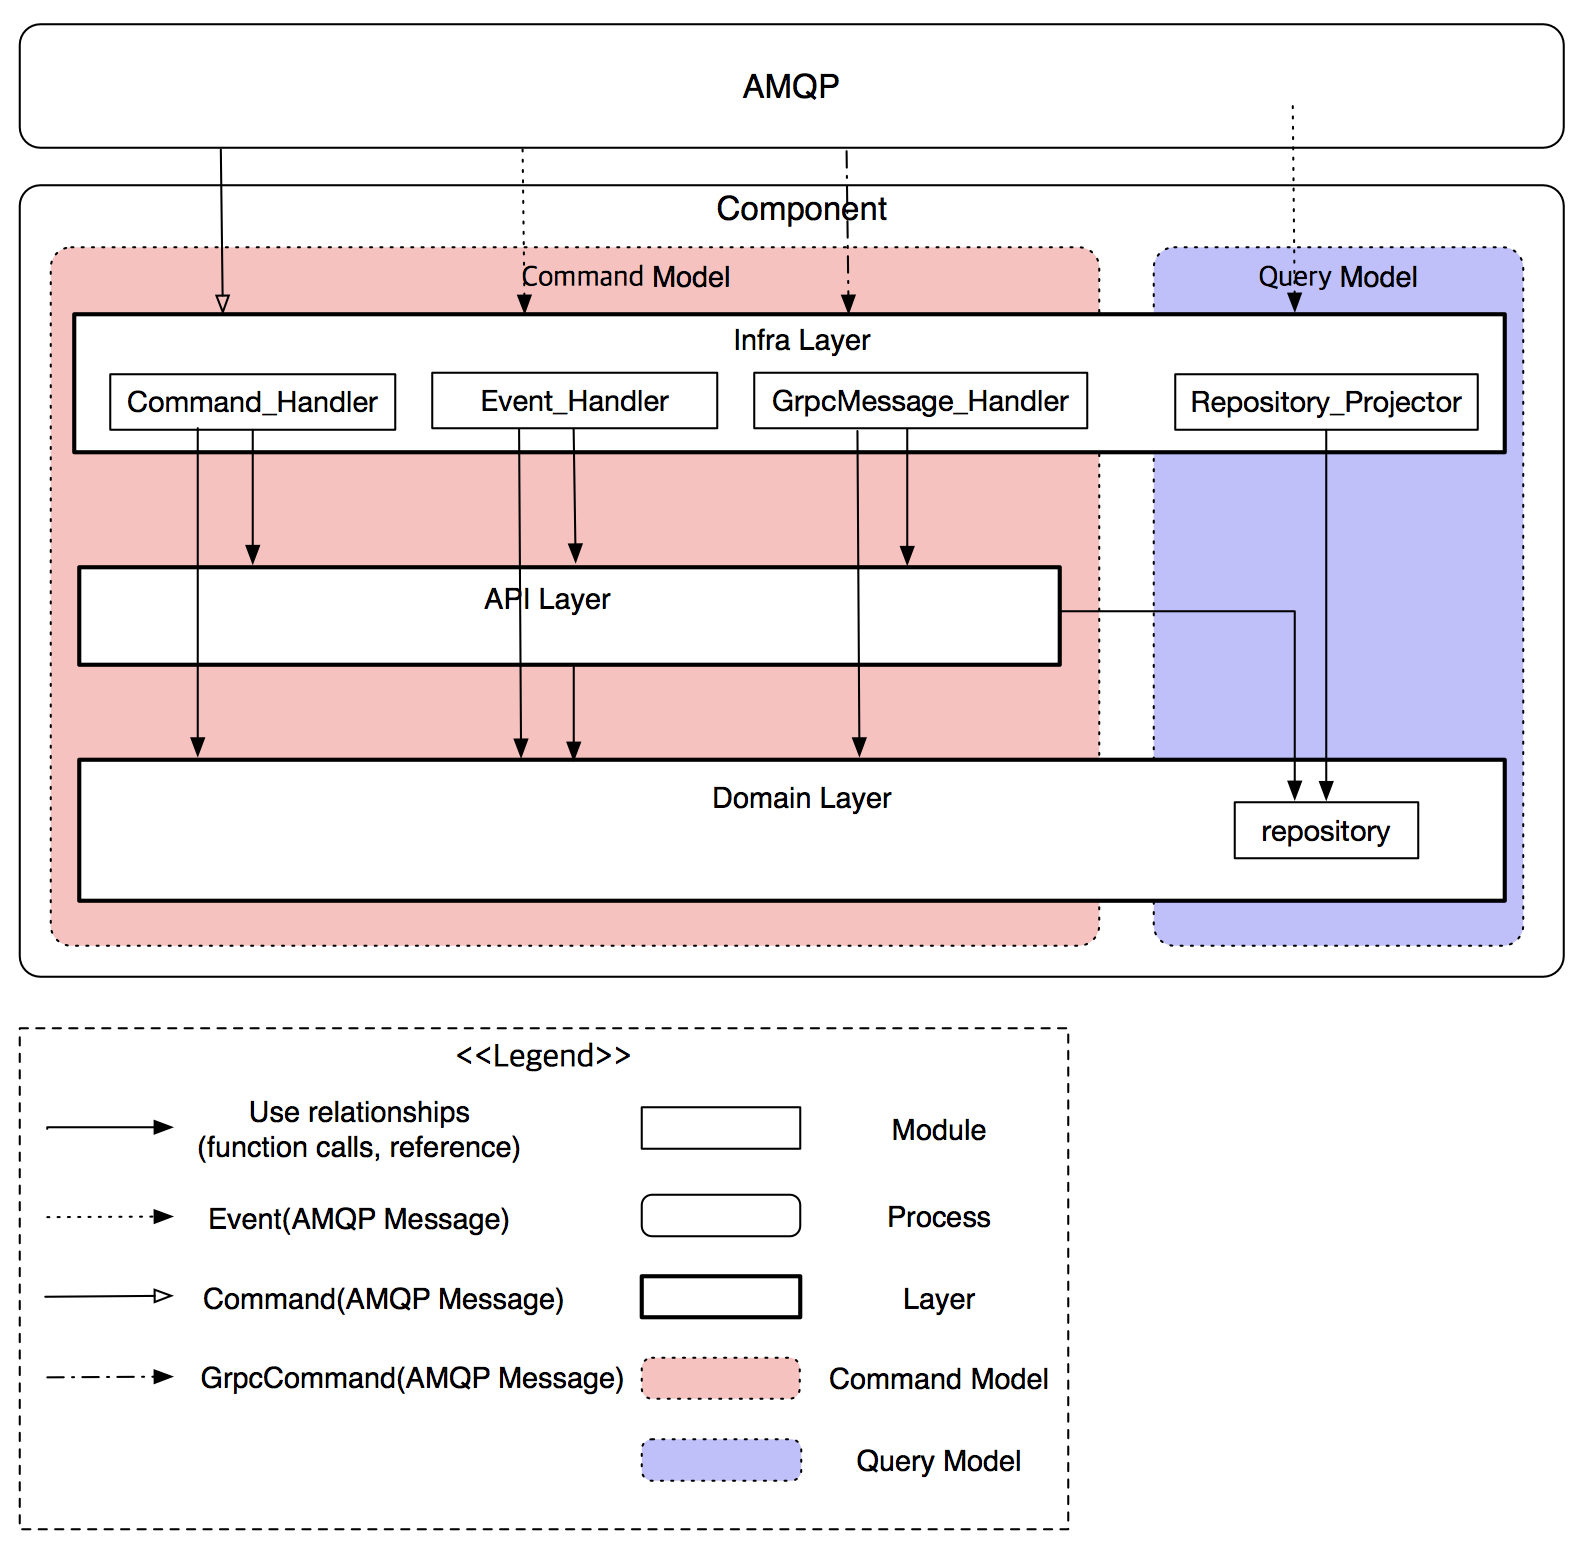 AMQP
Component
Command Model
Query Model
Infra Layer
Command_Handler
Event_Handler
GrpcMessage_Handler
Repository_Projector
API Layer
Domain Layer
repository
<<Legend>>
Use relationships
(function calls, reference)
Module
Event(AMQP Message)
Process
Command(AMQP Message)
Layer
GrpcCommand(AMQP Message)
Command Model
Query Model